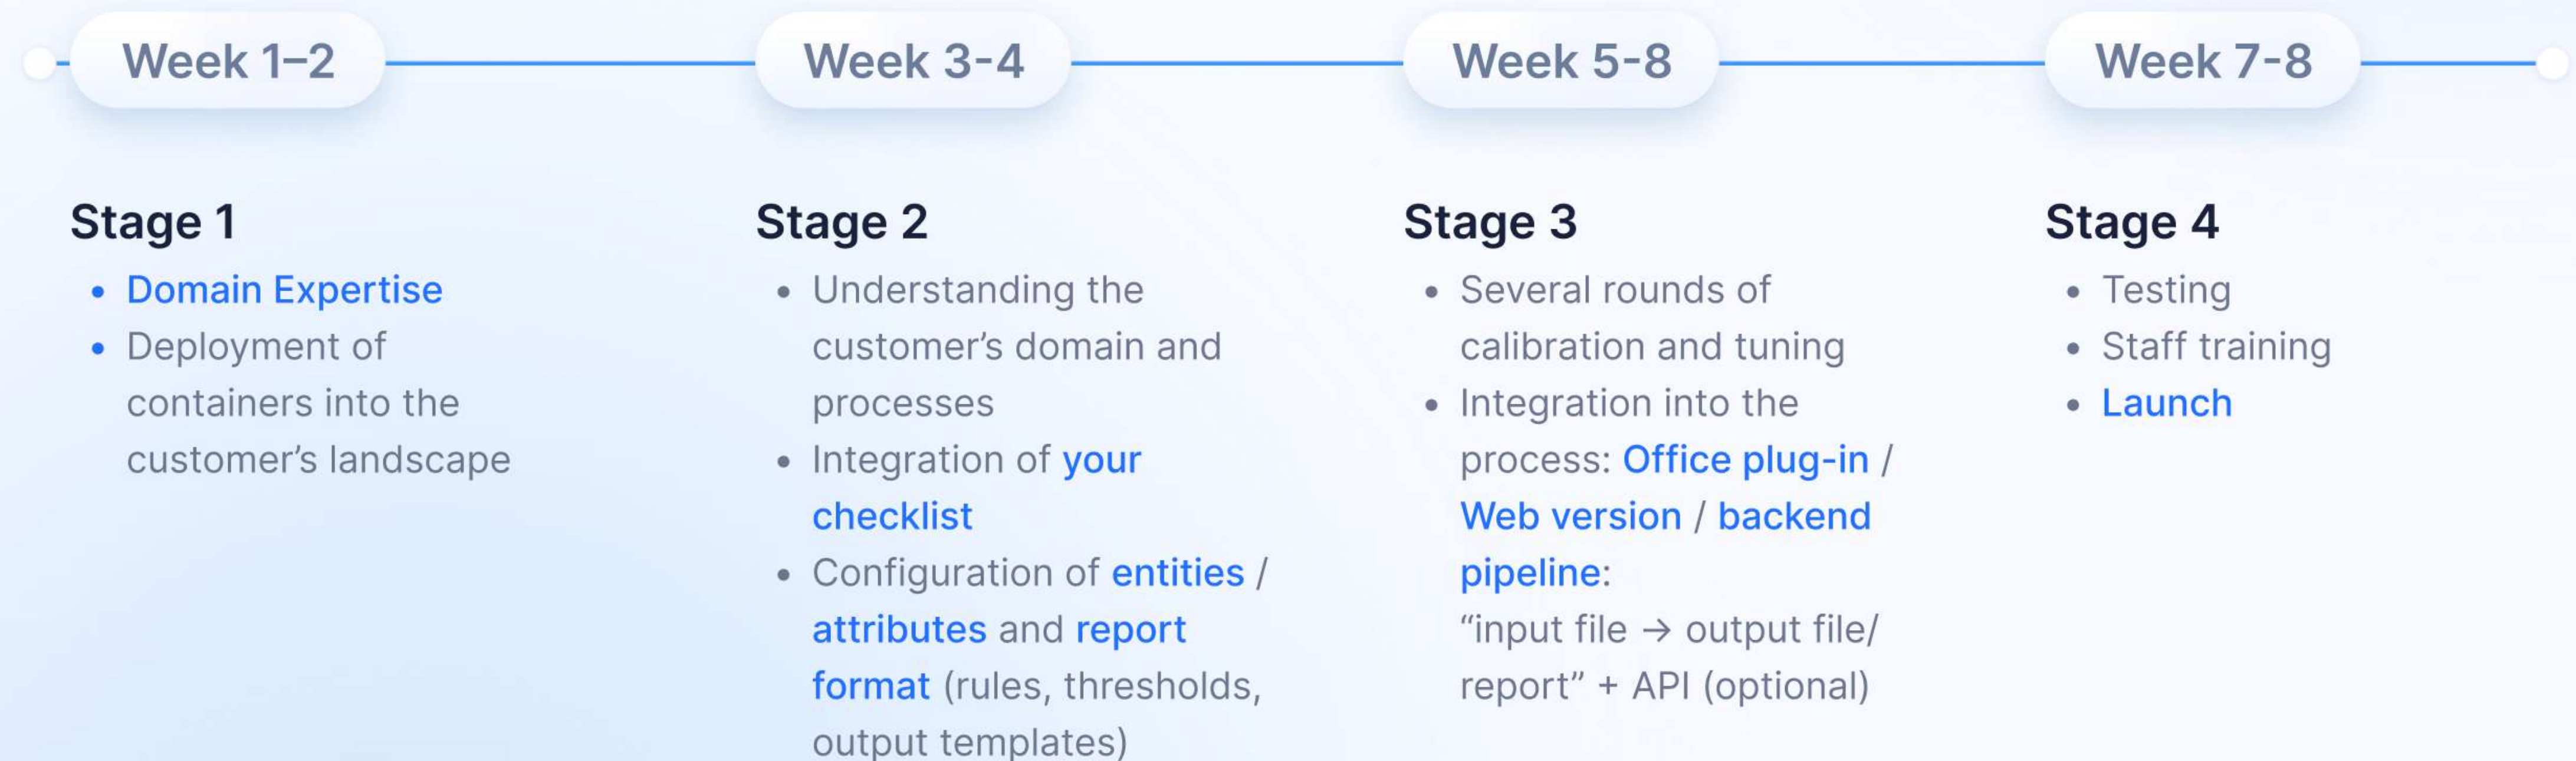 Week 1–2
Week 3-4
Week 5-8
Week 7-8
Stage 1
• Domain Expertise
• Deployment of
containers into the
customer’s landscape
Stage 2
• Understanding the
customer’s domain and
processes
• Integration of your
checklist
• Configuration of entities /
attributes and report
format (rules, thresholds,
output templates)
Stage 3
• Several rounds of
calibration and tuning
• Integration into the
process: Office plug-in /
Web version / backend
pipeline:
“input file → output file/
report” + API (optional)
Stage 4
• Testing
• Staff training
• Launch